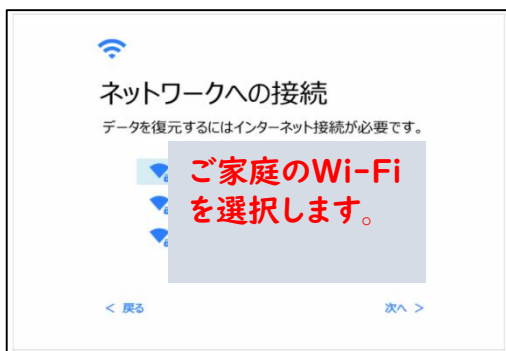 ネットワークへの接続
データを復元するにはインターネット接続が必要です。
ご家庭のWi-Fi
を選択します。
< 戻る
次へ >